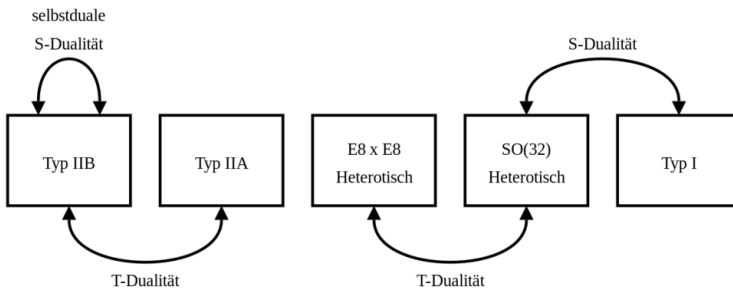 selbstduale
S-Dualität
S-Dualität
Typ IIB
Typ IIA
E8 x E8
Heterotisch
SO(32)
Heterotisch
Typ I
T-Dualität
T-Dualität